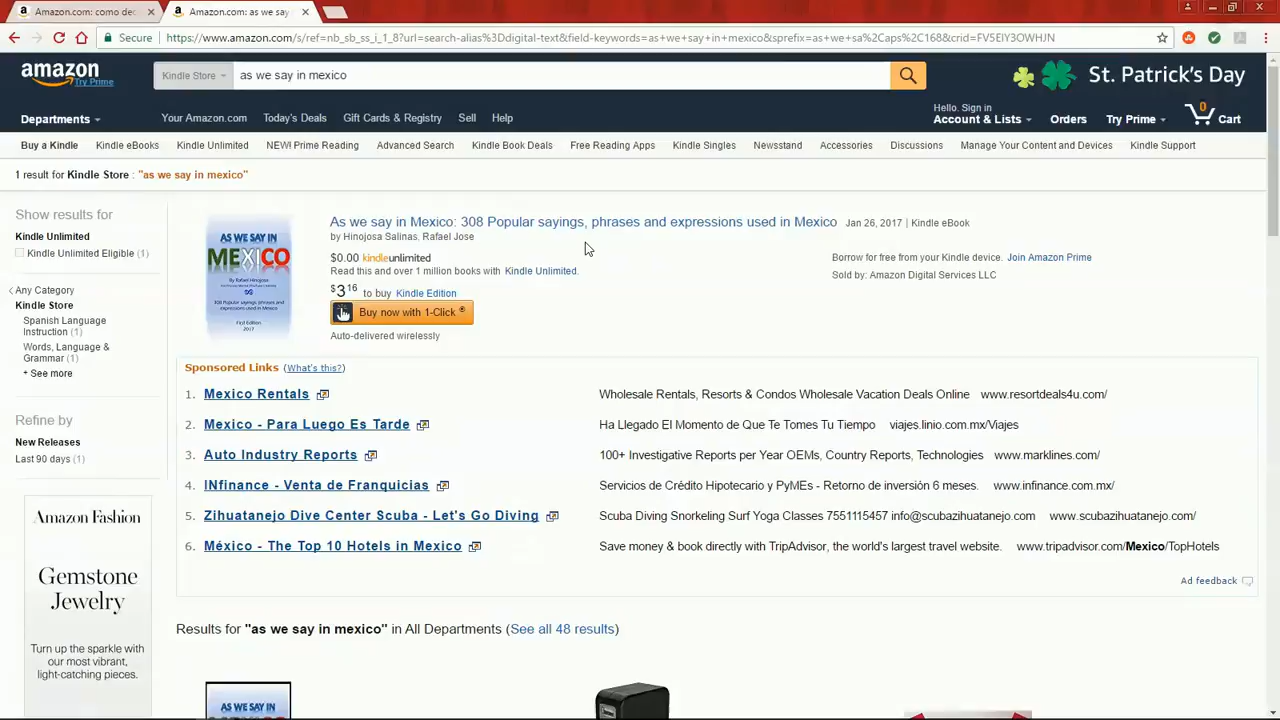 Amazon.com: como dec
Amazon.com: as we say
Secure
https://www.amazon.com/s/ref=nb_sb_ss_i_1_8?url=search-alias%3Ddigital-text&field-keywords=as+we+say+in+mexico&sprefix=as+we+sa%2Caps%2C168&crid=FV5EIY3OWHJN
amazon
Try Prime
Kindle Store
as we say in mexico
St. Patrick's Day
Departments
Your Amazon.com
Today's Deals
Gift Cards & Registry
Sell
Help
Hello. Sign in
Account & Lists
Orders
Try Prime
0
Cart
Buy a Kindle
Kindle eBooks
Kindle Unlimited
NEW! Prime Reading
Advanced Search
Kindle Book Deals
Free Reading Apps
Kindle Singles
Newsstand
Accessories
Discussions
Manage Your Content and Devices
Kindle Support
1 result for Kindle Store : "as we say in mexico"
Show results for
Kindle Unlimited
Kindle Unlimited Eligible (1)
Any Category
Kindle Store
Spanish Language
Instruction (1)
Words, Language &
Grammar (1)
+ See more
Refine by
New Releases
Last 90 days (1)
Amazon Fashion
Gemstone
Jewelry
Turn up the sparkle with
our most vibrant,
light-catching pieces.
AS WE SAY IN
MEXICO
By Rafael Hinojosa
308 Popular sayings phrases and
expressions used in Mexico
First Edition
2017
As we say in Mexico: 308 Popular sayings, phrases and expressions used in Mexico Jan 26, 2017 | Kindle eBook
by Hinojosa Salinas, Rafael Jose
$0.00 kindleunlimited
Read this and over 1 million books with Kindle Unlimited.
$3 16 to buy Kindle Edition
Buy now with 1-Click ®
Auto-delivered wirelessly
Borrow for free from your Kindle device. Join Amazon Prime
Sold by: Amazon Digital Services LLC
Sponsored Links (What's this?)
1. Mexico Rentals Wholesale Rentals, Resorts & Condos Wholesale Vacation Deals Online www.resortdeals4u.com/
2. Mexico - Para Luego Es Tarde Ha Llegado El Momento de Que Te Tomes Tu Tiempo viajes.linio.com.mx/Viajes
3. Auto Industry Reports 100+ Investigative Reports per Year OEMs, Country Reports, Technologies www.marklines.com/
4. INfinance - Venta de Franquicias Servicios de Crédito Hipotecario y PyMEs - Retorno de inversión 6 meses. www.infinance.com.mx/
5. Zihuatanejo Dive Center Scuba - Let's Go Diving Scuba Diving Snorkeling Surf Yoga Classes 7551115457 info@scubazihuatanejo.com www.scubazihuatanejo.com/
6. México - The Top 10 Hotels in Mexico Save money & book directly with TripAdvisor, the world's largest travel website. www.tripadvisor.com/Mexico/TopHotels
Ad feedback
Results for "as we say in mexico" in All Departments (See all 48 results)
AS WE SAY IN